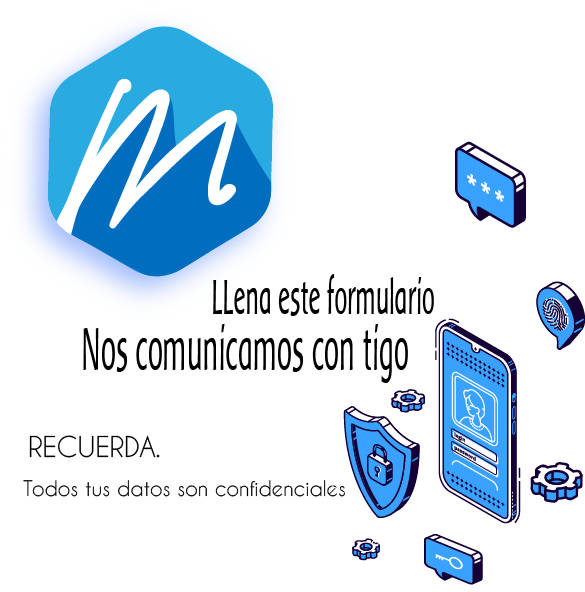 m
LLena este formulario
Nos comunicamos con tigo
RECUERDA.
Todos tus datos son confidenciales
***
login
password